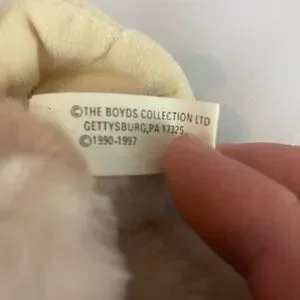 ©THE BOYDS COLLECTION LTD
GETTYSBURG,PA 17325
©1990-1997